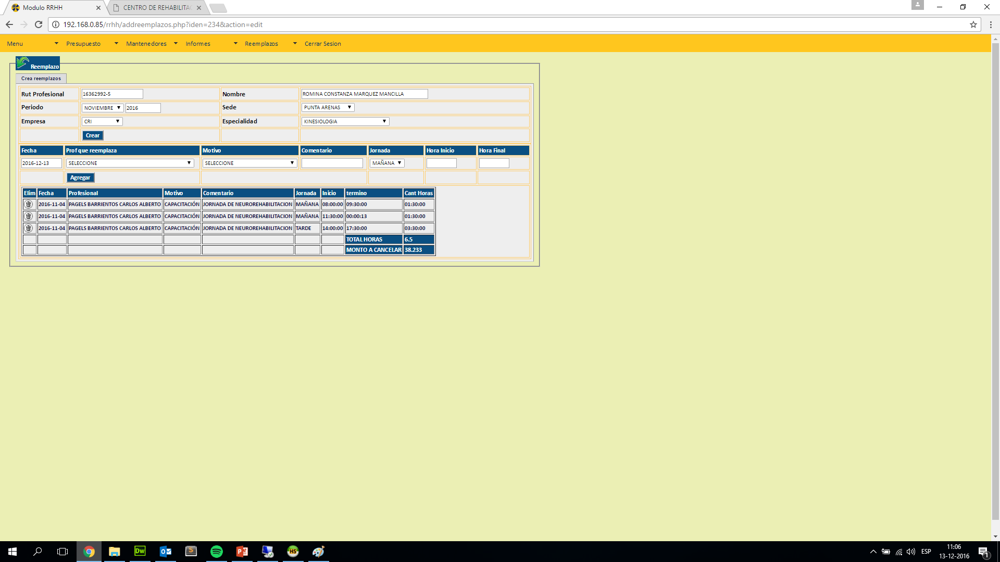 Modulo RRHH
CENTRO DE REHABILITA
192.168.0.85/rrhh/addreemplazos.php?iden=234&action=edit
Menu Presupuesto Mantenedores Informes Reemplazos Cerrar Sesion
Reemplazo
Crea reemplazos
Rut Profesional 16362992-5 Nombre ROMINA CONSTANZA MARQUEZ MANCILLA
Periodo NOVIEMBRE 2016 Sede PUNTA ARENAS
Empresa CRI Especialidad KINESIOLOGIA
Crear
Fecha Prof que reemplaza Motivo Comentario Jornada Hora Inicio Hora Final
2016-12-13 SELECCIONE SELECCIONE MAÑANA
Agregar
Elim Fecha Profesional Motivo Comentario Jornada Inicio termino Cant Horas
2016-11-04 PAGELS BARRIENTOS CARLOS ALBERTO CAPACITACIÓN JORNADA DE NEUROREHABILITACION MAÑANA 08:00:00 09:30:00 01:30:00
2016-11-04 PAGELS BARRIENTOS CARLOS ALBERTO CAPACITACIÓN JORNADA DE NEUROREHABILITACION MAÑANA 11:30:00 00:00:13 01:30:00
2016-11-04 PAGELS BARRIENTOS CARLOS ALBERTO CAPACITACIÓN JORNADA DE NEUROREHABILITACION TARDE 14:00:00 17:30:00 03:30:00
TOTAL HORAS 6.5
MONTO A CANCELAR 38.233
Dw
S
HS
ESP
11:06
13-12-2016
1